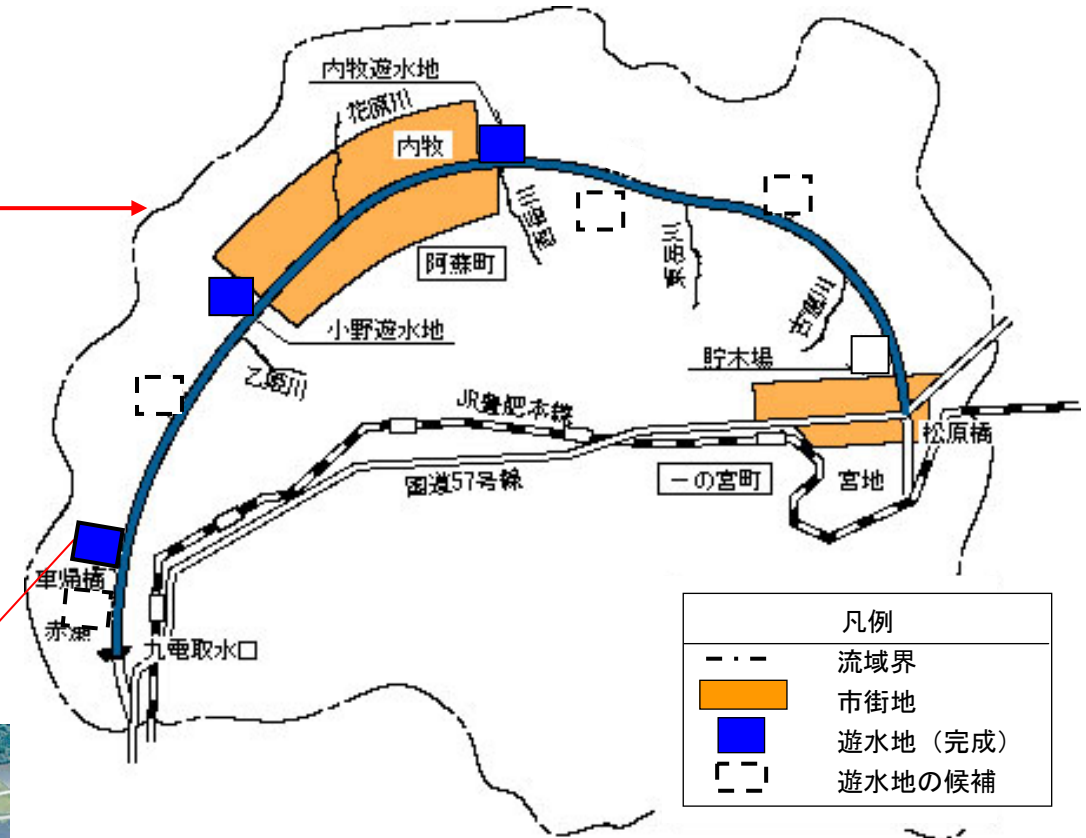 内牧遊水地
花原川
内牧
黒川
阿蘇町
東岳川
小野遊水地
古恵川
貯木場
乙姫川
JR豊肥本線
松原橋
国道57号線
一の宮町
宮地
車帰橋
赤瀬
九電取水口
凡例
流域界
市街地
遊水地（完成）
遊水地の候補